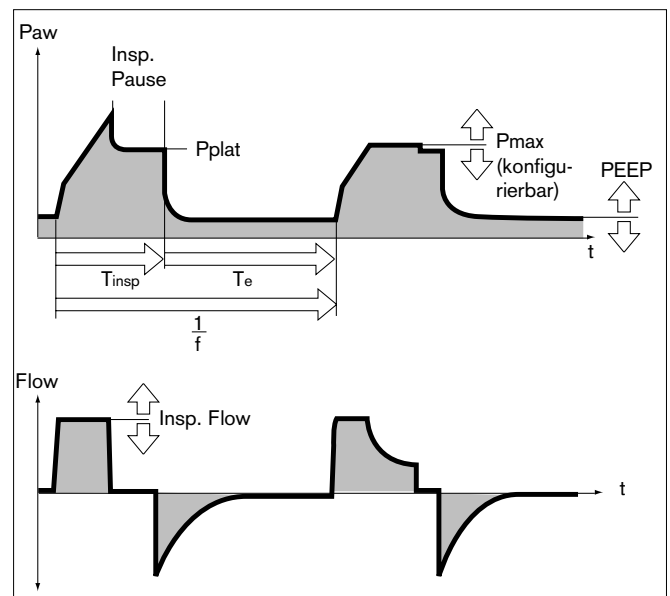 Paw
Insp.
Pause
Pplat
Pmax
(konfigu-
rierbar)
PEEP
t
Tinsp
Te
1
f
Flow
Insp. Flow
t